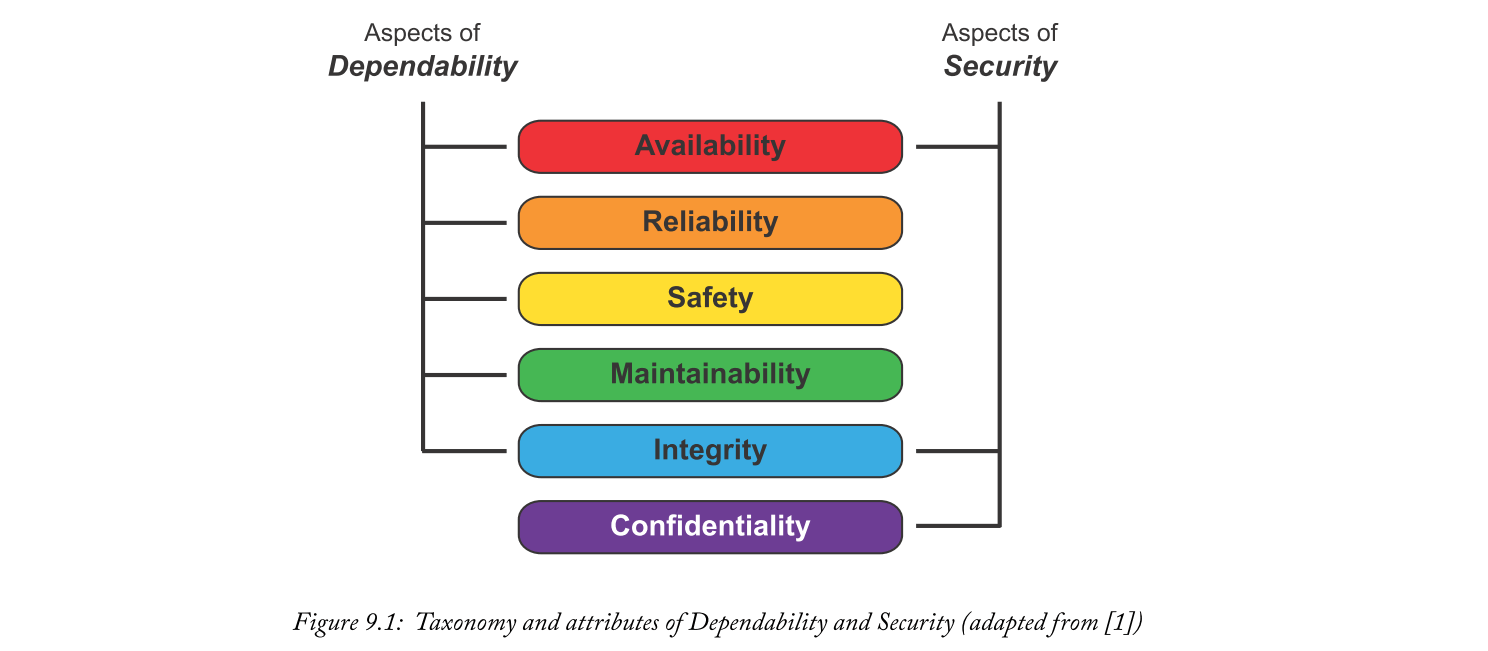 Aspects of
Dependability
Aspects of
Security
Availability
Reliability
Safety
Maintainability
Integrity
Confidentiality
Figure 9.1: Taxonomy and attributes of Dependability and Security (adapted from [1])